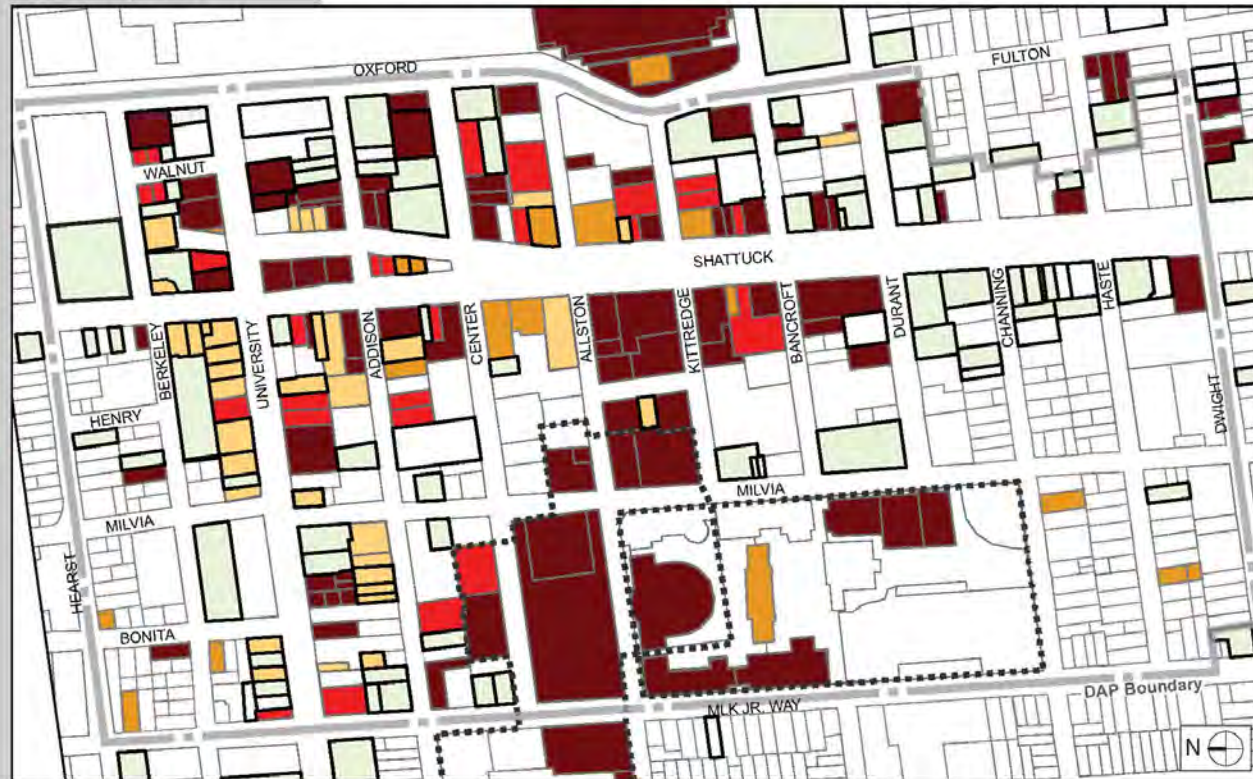 OXFORD
FULTON
WALNUT
SHATTUCK
BERKELEY
UNIVERSITY
ADDISON
CENTER
ALLSTON
KITTREDGE
BANCROFT
DURANT
CHANNING
HASTE
DWIGHT
HENRY
MILVIA
MILVIA
HEARST
BONITA
MLK JR. WAY
DAP Boundary
N